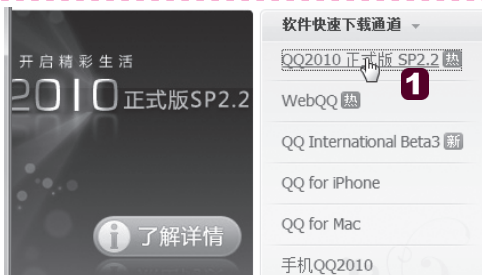 开启精彩生活
2010正式版SP2.2
了解详情
软件快速下载通道
QQ2010 正式版 SP2.2 热
1
WebQQ 热
QQ International Beta3 新
QQ for iPhone
QQ for Mac
手机QQ2010